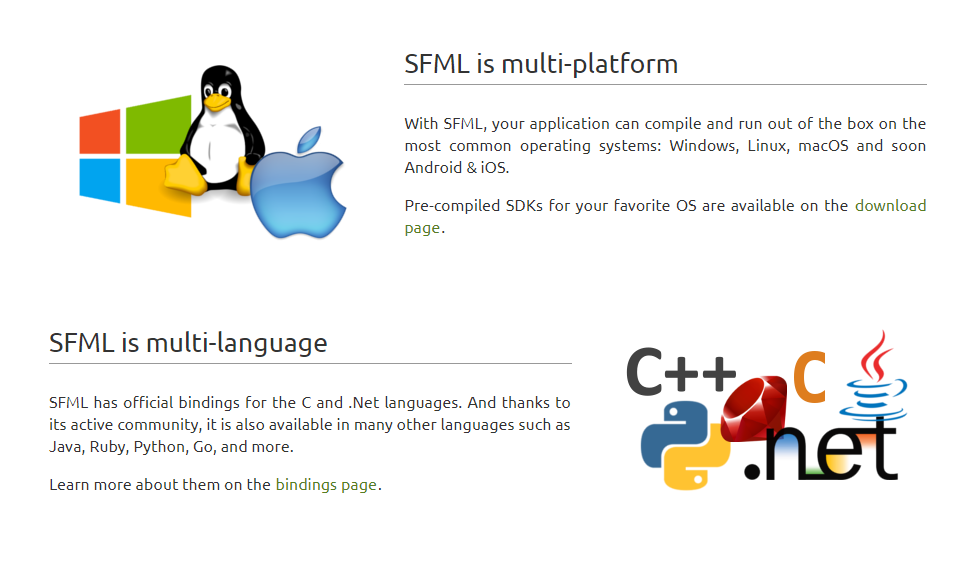 SFML is multi-platform
With SFML, your application can compile and run out of the box on the
most common operating systems: Windows, Linux, macOS and soon
Android & iOS.
Pre-compiled SDKs for your favorite OS are available on the download
page.
SFML is multi-language
SFML has official bindings for the C and .Net languages. And thanks to
its active community, it is also available in many other languages such as
Java, Ruby, Python, Go, and more.
Learn more about them on the bindings page.
C++ C
.net